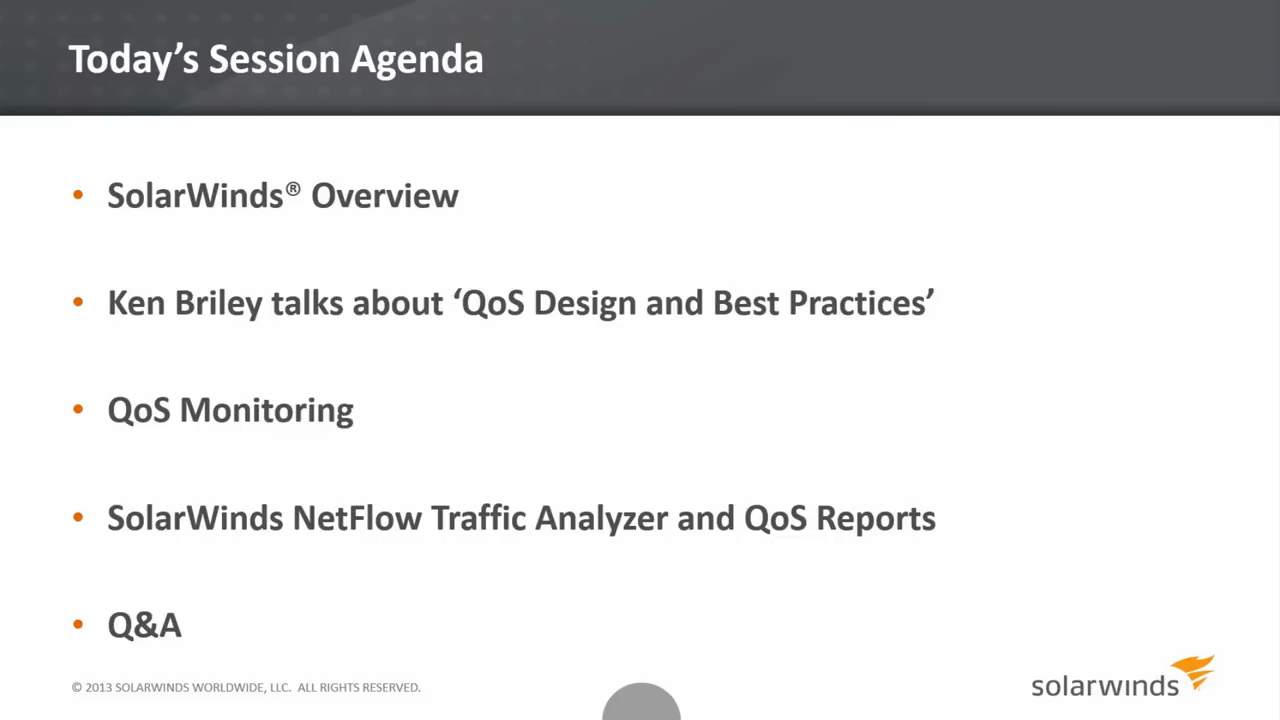 Today’s Session Agenda
• SolarWinds® Overview
• Ken Briley talks about ‘QoS Design and Best Practices’
• QoS Monitoring
• SolarWinds NetFlow Traffic Analyzer and QoS Reports
• Q&A
© 2013 SOLARWINDS WORLDWIDE, LLC. ALL RIGHTS RESERVED.
solarwinds